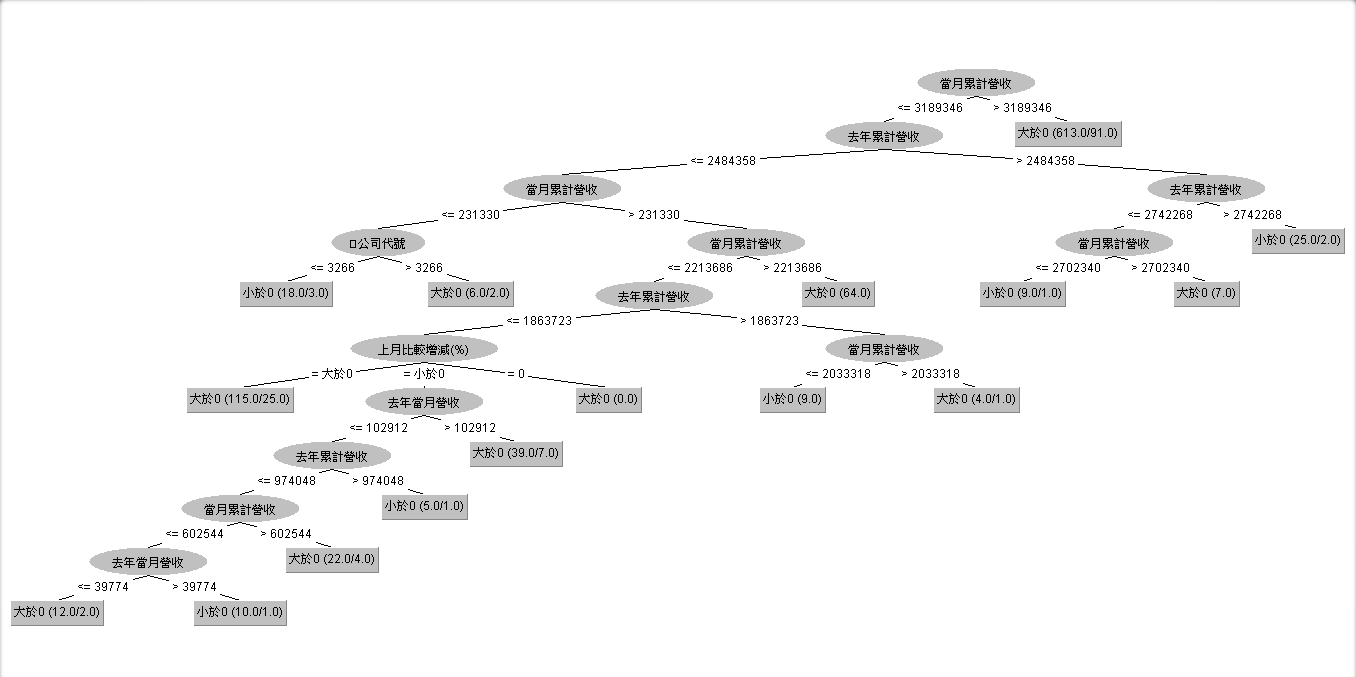 當月累計營收
<= 3189346 > 3189346
去年累計營收 大於0 (613.0/91.0)
<= 2484358 > 2484358
當月累計營收 去年累計營收
<= 231330 > 231330 <= 2742268 > 2742268
公司代號 當月累計營收 當月累計營收 小於0 (25.0/2.0)
<= 3266 > 3266 <= 2213686 > 2213686 <= 2702340 > 2702340
小於0 (18.0/3.0) 大於0 (6.0/2.0) 去年累計營收 大於0 (64.0) 小於0 (9.0/1.0) 大於0 (7.0)
<= 1863723 > 1863723
上月比較增減(%) 當月累計營收
= 大於0 = 小於0 = 0 <= 2033318 > 2033318
大於0 (115.0/25.0) 去年當月營收 大於0 (0.0) 小於0 (9.0) 大於0 (4.0/1.0)
<= 102912 > 102912
去年累計營收 大於0 (39.0/7.0)
<= 974048 > 974048
當月累計營收 小於0 (5.0/1.0)
<= 602544 > 602544
去年當月營收 大於0 (22.0/4.0)
<= 39774 > 39774
大於0 (12.0/2.0) 小於0 (10.0/1.0)